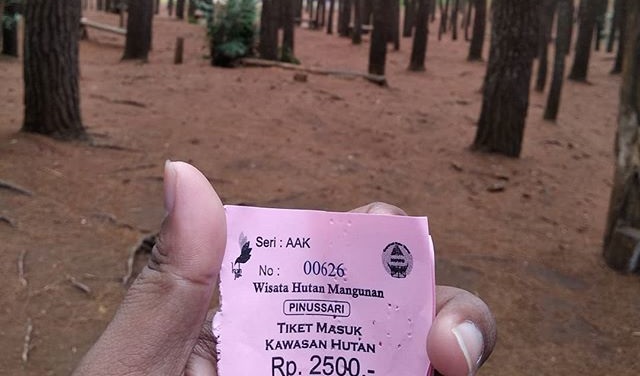 Seri : AAK
No : 00626
Wisata Hutan Mangunan
PINUSSARI
TIKET MASUK
KAWASAN HUTAN
Rp. 2500,-